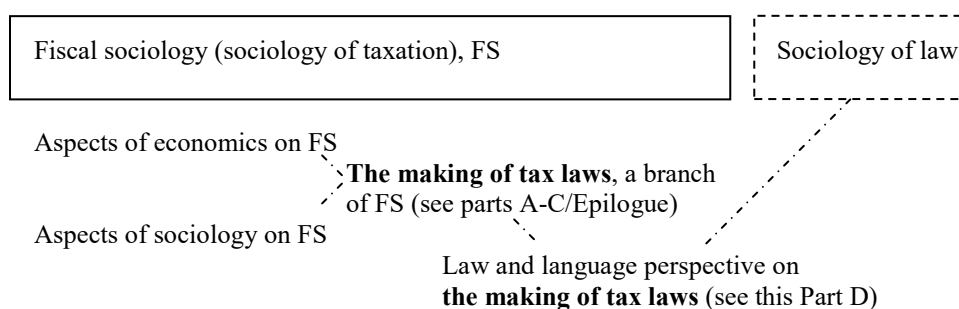 Fiscal sociology (sociology of taxation), FS
Sociology of law
Aspects of economics on FS
The making of tax laws, a branch
of FS (see parts A-C/Epilogue)
Aspects of sociology on FS
Law and language perspective on
the making of tax laws (see this Part D)